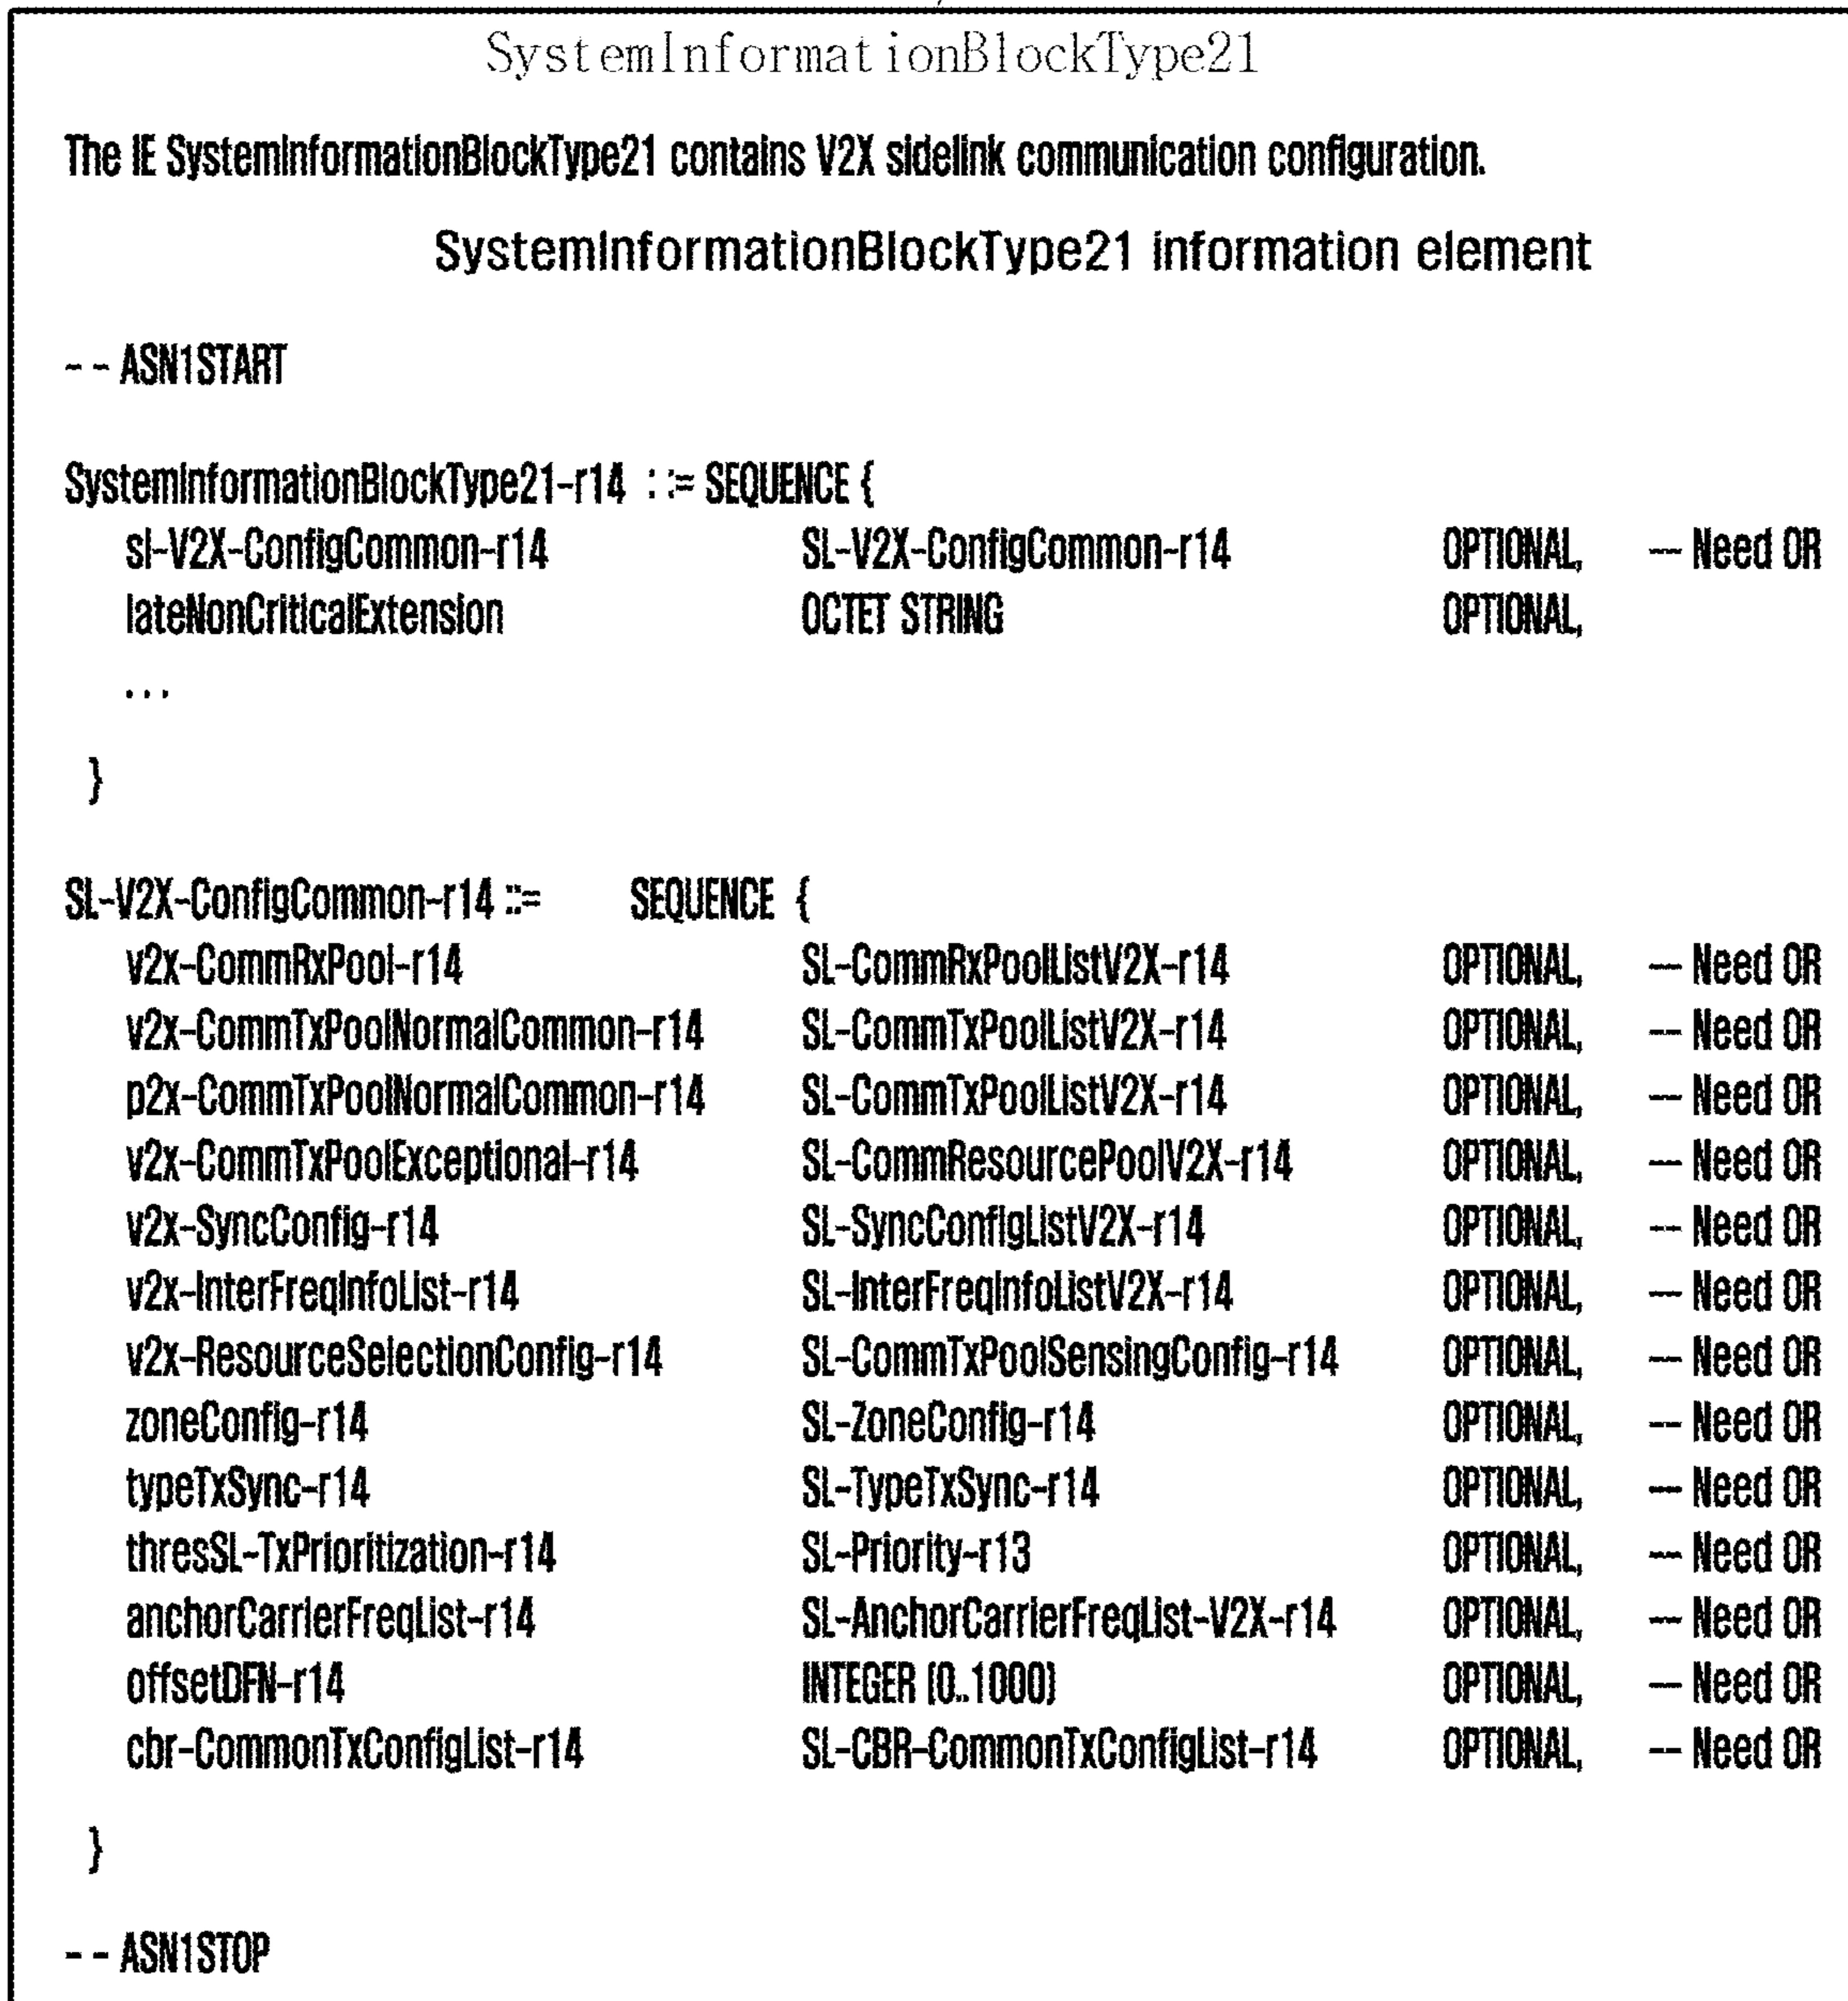 SystemInformationBlockType21
The IE SystemInformationBlockType21 contains V2X sidelink communication configuration.
SystemInformationBlockType21 information element
-- ASN1START
SystemInformationBlockType21-r14 ::= SEQUENCE {
sl-V2X-ConfigCommon-r14 SL-V2X-ConfigCommon-r14 OPTIONAL, -- Need OR
lateNonCriticalExtension OCTET STRING OPTIONAL,
...
}
SL-V2X-ConfigCommon-r14 ::= SEQUENCE {
v2x-CommRxPool-r14 SL-CommRxPoolListV2X-r14 OPTIONAL, -- Need OR
v2x-CommTxPoolNormalCommon-r14 SL-CommTxPoolListV2X-r14 OPTIONAL, -- Need OR
p2x-CommTxPoolNormalCommon-r14 SL-CommTxPoolListV2X-r14 OPTIONAL, -- Need OR
v2x-CommTxPoolExceptional-r14 SL-CommResourcePoolV2X-r14 OPTIONAL, -- Need OR
v2x-SyncConfig-r14 SL-SyncConfigListV2X-r14 OPTIONAL, -- Need OR
v2x-InterFreqInfoList-r14 SL-InterFreqInfoListV2X-r14 OPTIONAL, -- Need OR
v2x-ResourceSelectionConfig-r14 SL-CommTxPoolSensingConfig-r14 OPTIONAL, -- Need OR
zoneConfig-r14 SL-ZoneConfig-r14 OPTIONAL, -- Need OR
typeTxSync-r14 SL-TypeTxSync-r14 OPTIONAL, -- Need OR
thresSL-TxPrioritization-r14 SL-Priority-r13 OPTIONAL, -- Need OR
anchorCarrierFreqList-r14 SL-AnchorCarrierFreqList-V2X-r14 OPTIONAL, -- Need OR
offsetDFN-r14 INTEGER (0..1000) OPTIONAL, -- Need OR
cbr-CommonTxConfigList-r14 SL-CBR-CommonTxConfigList-r14 OPTIONAL, -- Need OR
}
-- ASN1STOP